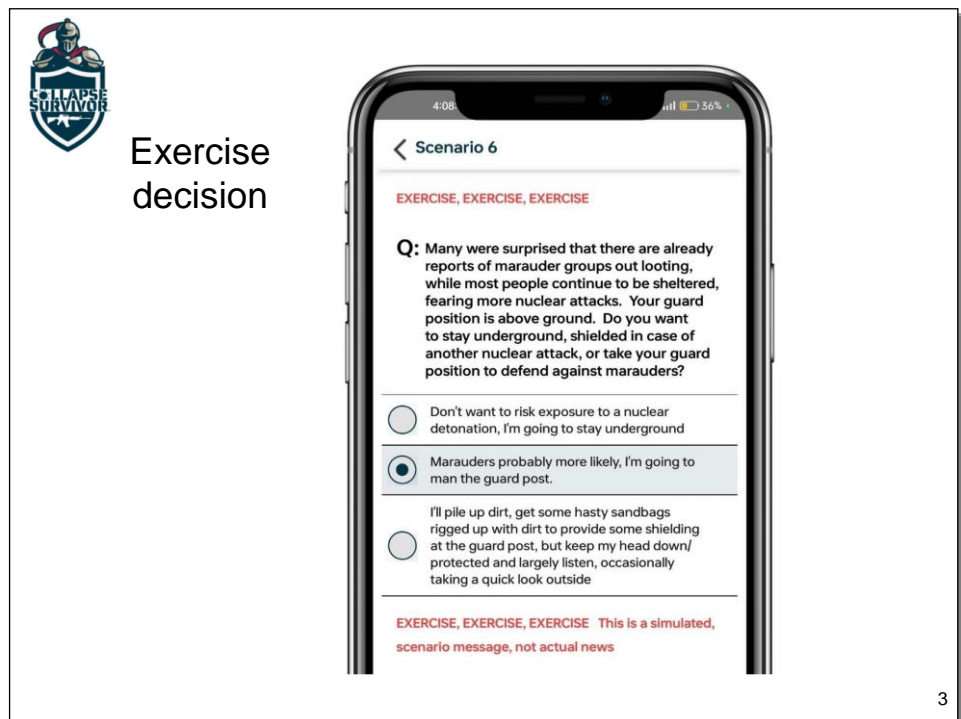 COLLAPSE
SURVIVOR
Exercise
decision
4:08
36%
Scenario 6
EXERCISE, EXERCISE, EXERCISE
Q: Many were surprised that there are already
reports of marauder groups out looting,
while most people continue to be sheltered,
fearing more nuclear attacks. Your guard
position is above ground. Do you want
to stay underground, shielded in case of
another nuclear attack, or take your guard
position to defend against marauders?
Don't want to risk exposure to a nuclear
detonation, I'm going to stay underground
Marauders probably more likely, I'm going to
man the guard post.
I'll pile up dirt, get some hasty sandbags
rigged up with dirt to provide some shielding
at the guard post, but keep my head down/
protected and largely listen, occasionally
taking a quick look outside
EXERCISE, EXERCISE, EXERCISE This is a simulated,
scenario message, not actual news
3